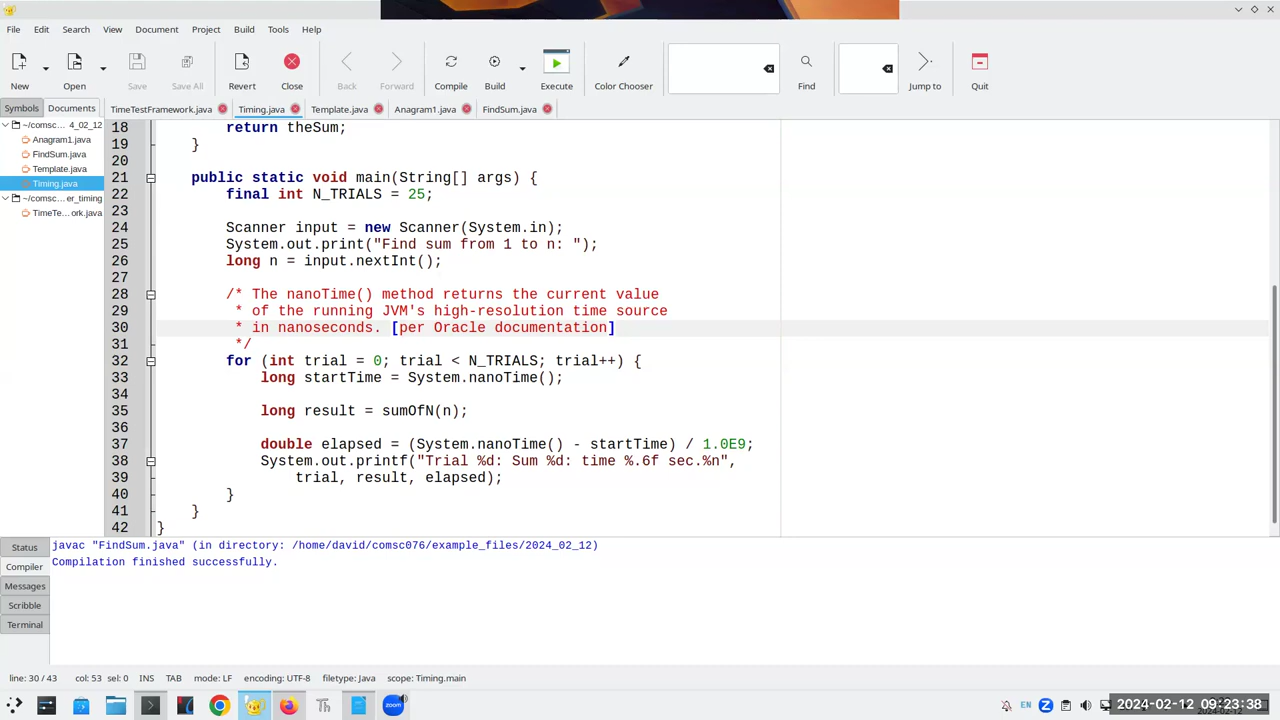 File Edit Search View Document Project Build Tools Help
New Open Save Save All Revert Close Back Forward Compile Build Execute Color Chooser Find Jump to Quit
Symbols Documents TimeTestFramework.java Timing.java Template.java Anagram1.java FindSum.java
~/comsc... 4_02_12
Anagram1.java
FindSum.java
Template.java
Timing.java
~/comsc...er_timing
TimeTe...ork.java
18 return theSum;
19 }
20
21 public static void main(String[] args) {
22 final int N_TRIALS = 25;
23
24 Scanner input = new Scanner(System.in);
25 System.out.print("Find sum from 1 to n: ");
26 long n = input.nextInt();
27
28 /* The nanoTime() method returns the current value
29 * of the running JVM's high-resolution time source
30 * in nanoseconds. [per Oracle documentation]
31 */
32 for (int trial = 0; trial < N_TRIALS; trial++) {
33 long startTime = System.nanoTime();
34
35 long result = sumOfN(n);
36
37 double elapsed = (System.nanoTime() - startTime) / 1.0E9;
38 System.out.printf("Trial %d: Sum %d: time %.6f sec.%n",
39 trial, result, elapsed);
40 }
41 }
42 }
Status
Compiler
Messages
Scribble
Terminal
javac "FindSum.java" (in directory: /home/david/comsc076/example_files/2024_02_12)
Compilation finished successfully.
line: 30 / 43 col: 53 sel: 0 INS TAB mode: LF encoding: UTF-8 filetype: Java scope: Timing.main
Th zoom EN Z 2024-02-12 09:23:38